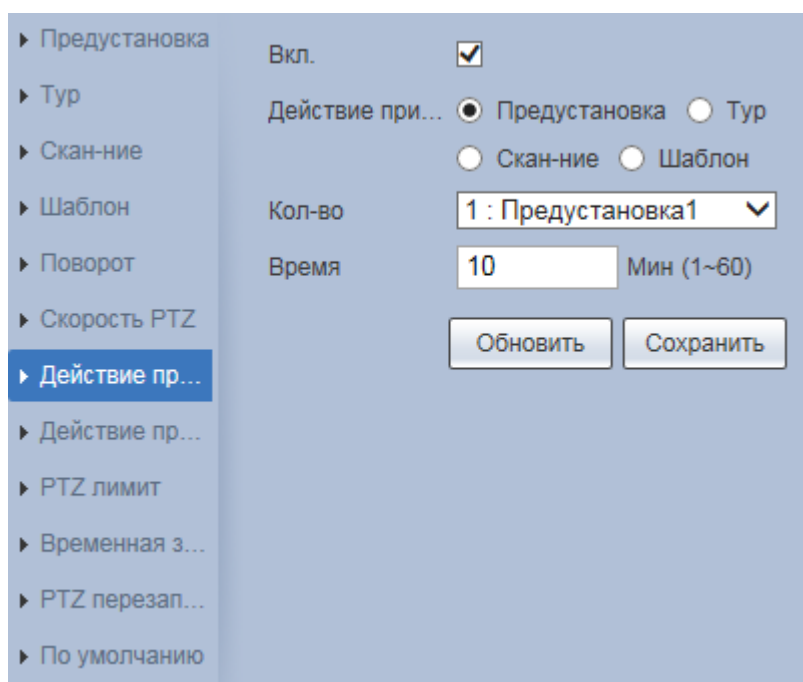 Предустановка
Тур
Скан-ние
Шаблон
Поворот
Скорость PTZ
Действие пр...
Действие пр...
PTZ лимит
Временная з...
PTZ перезап...
По умолчанию
Вкл.
Действие при... Предустановка Тур
Скан-ние Шаблон
Кол-во 1 : Предустановка1
Время 10 Мин (1~60)
Обновить Сохранить